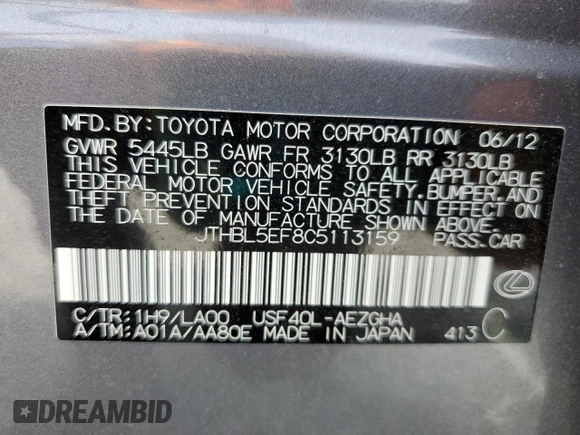 MFD.BY:TOYOTA MOTOR CORPORATION 06/12
GVWR 5445LB GAWR FR 3130LB RR 3130LB
THIS VEHICLE CONFORMS TO ALL APPLICABLE
FEDERAL MOTOR VEHICLE SAFETY,BUMPER,AND
THEFT PREVENTION STANDARDS IN EFFECT ON
THE DATE OF MANUFACTURE SHOWN ABOVE.
JTHBL5EF8C5113159 PASS.CAR
C/TR:1H9/LA00 USF40L-AEZGHA
A/TM:A01A/AA80E MADE IN JAPAN 413 C
DREAMBID